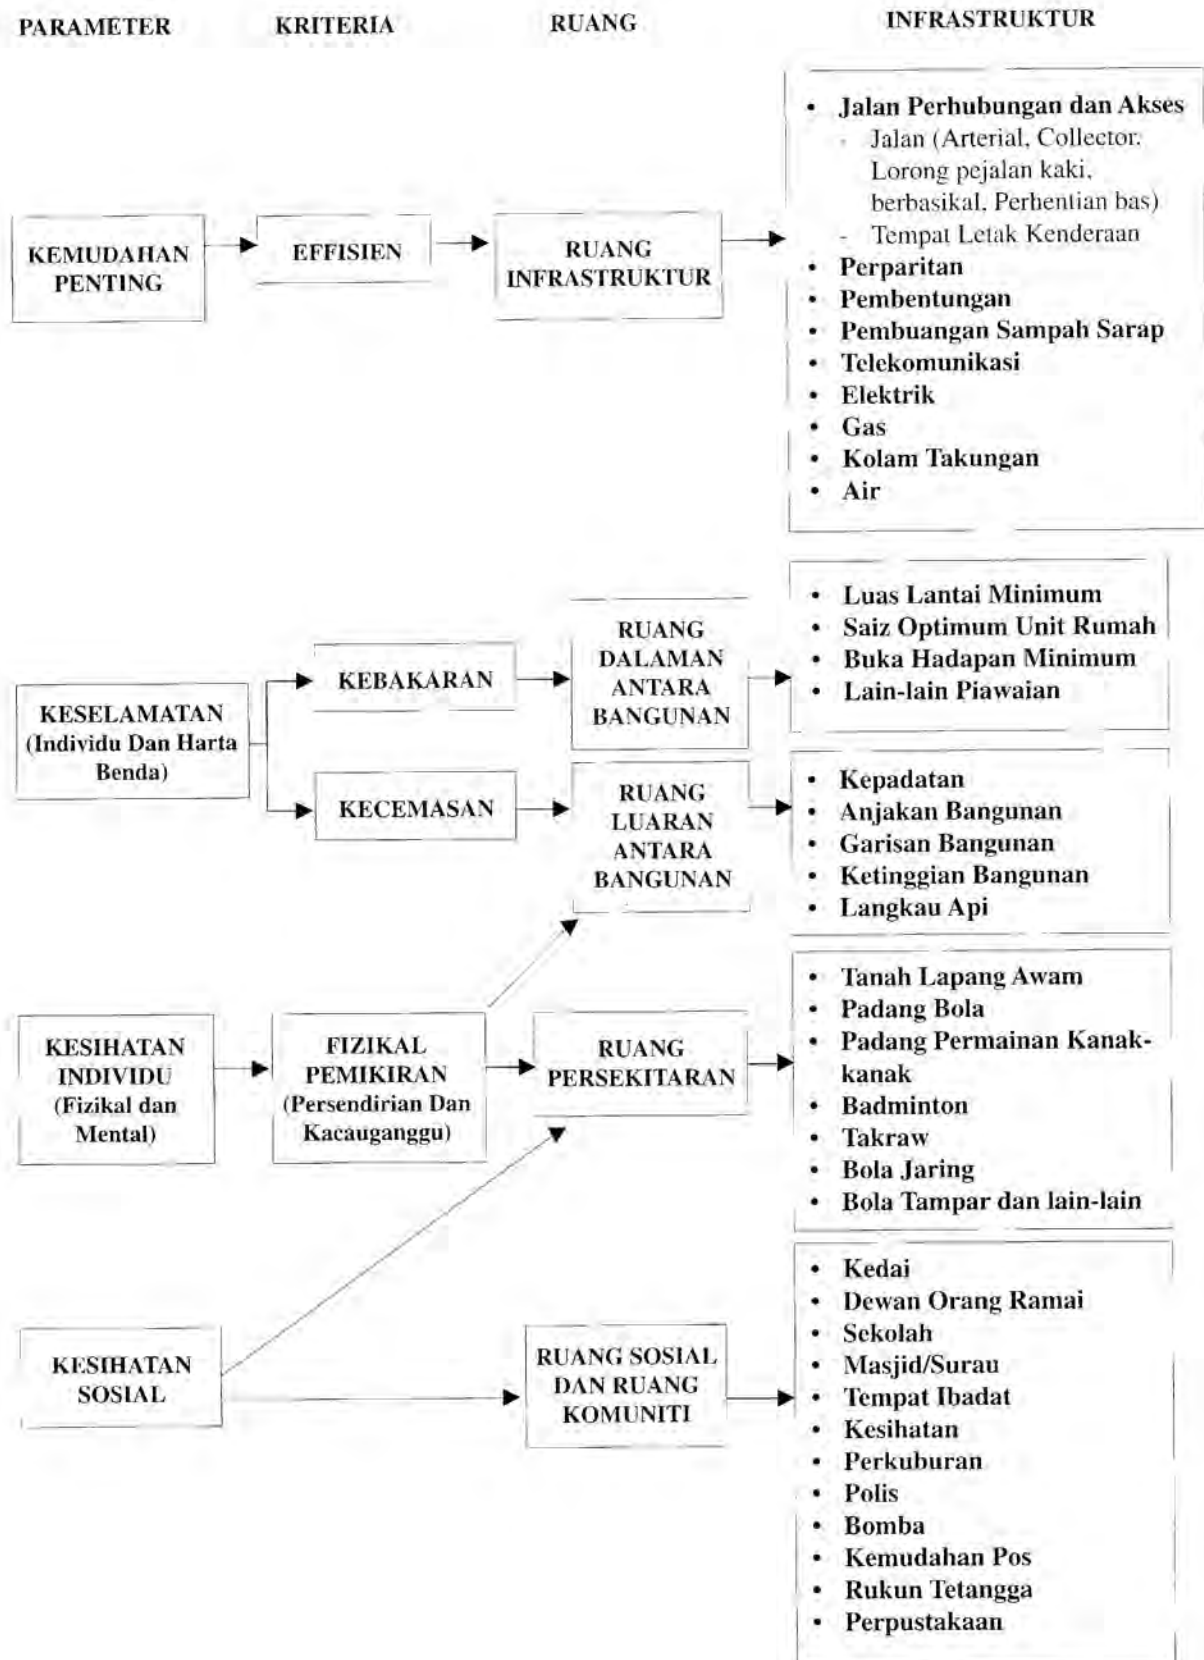 PARAMETER KRITERIA RUANG INFRASTRUKTUR
KEMUDAHAN
PENTING
EFFISIEN
RUANG
INFRASTRUKTUR
• Jalan Perhubungan dan Akses
- Jalan (Arterial, Collector.
Lorong pejalan kaki,
berbasikal, Perhentian bas)
- Tempat Letak Kenderaan
• Perparitan
• Pembentungan
• Pembuangan Sampah Sarap
• Telekomunikasi
• Elektrik
• Gas
• Kolam Takungan
• Air
KESELAMATAN
(Individu Dan Harta
Benda)
KEBAKARAN
RUANG
DALAMAN
ANTARA
BANGUNAN
• Luas Lantai Minimum
• Saiz Optimum Unit Rumah
• Buka Hadapan Minimum
• Lain-lain Piawaian
KECEMASAN
RUANG
LUARAN
ANTARA
BANGUNAN
• Kepadatan
• Anjakan Bangunan
• Garisan Bangunan
• Ketinggian Bangunan
• Langkau Api
KESIHATAN
INDIVIDU
(Fizikal dan
Mental)
FIZIKAL
PEMIKIRAN
(Persendirian Dan
Kacauganggu)
RUANG
PERSEKITARAN
• Tanah Lapang Awam
• Padang Bola
• Padang Permainan Kanak-
kanak
• Badminton
• Takraw
• Bola Jaring
• Bola Tampar dan lain-lain
KESIHATAN
SOSIAL
RUANG SOSIAL
DAN RUANG
KOMUNITI
• Kedai
• Dewan Orang Ramai
• Sekolah
• Masjid/Surau
• Tempat Ibadat
• Kesihatan
• Perkuburan
• Polis
• Bomba
• Kemudahan Pos
• Rukun Tetangga
• Perpustakaan